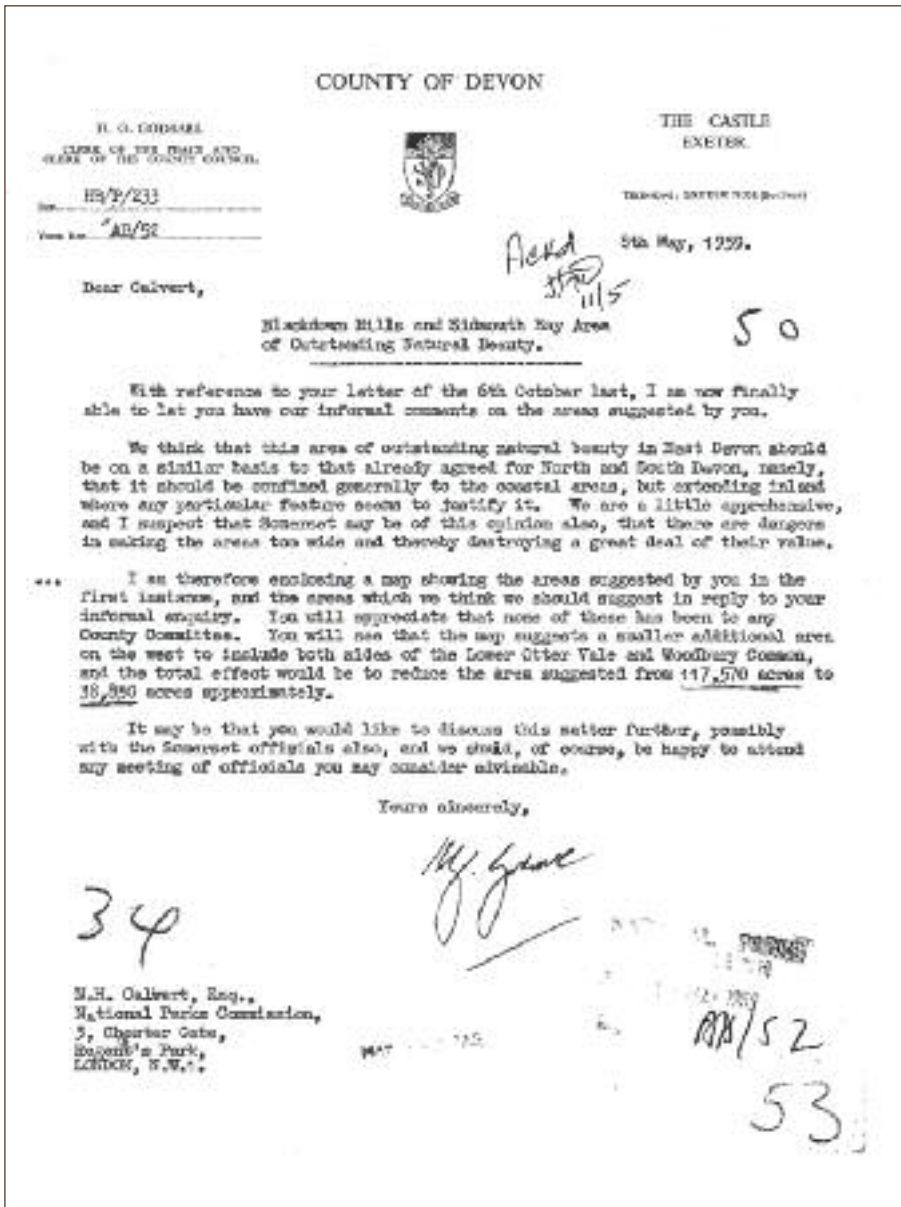 COUNTY OF DEVON
CLERK OF THE PEACE AND
CLERK OF THE COUNTY COUNCIL.
THE CASTLE
EXETER.
HB/P/233
AB/52
5th May, 1959.
Ackd
11/5
Dear Calvert,
50
Blackdown Hills and Sidmouth Bay Area
of Outstanding Natural Beauty.
With reference to your letter of the 6th October last, I am now finally
able to let you have our informal comments on the areas suggested by you.
We think that this area of outstanding natural beauty in East Devon should
be on a similar basis to that already agreed for North and South Devon, namely,
that it should be confined generally to the coastal areas, but extending inland
where any particular feature seems to justify it. We are a little apprehensive,
and I suspect that Somerset may be of this opinion also, that there are dangers
in making the areas too wide and thereby destroying a great deal of their value.
... I am therefore enclosing a map showing the areas suggested by you in the
first instance, and the areas which we think we should suggest in reply to your
informal enquiry. You will appreciate that none of these has been to any
County Committee. You will see that the map suggests a smaller additional area
on the west to include both sides of the Lower Otter Vale and Woodbury Common,
and the total effect would be to reduce the area suggested from 117,570 acres to
acres approximately.
It may be that you would like to discuss this matter further, possibly
with the Somerset officials also, and we should, of course, be happy to attend
any meeting of officials you may consider advisable.
Yours sincerely,
34
N.H. Calvert, Esq.,
National Parks Commission,
3, Chester Gate,
Regent's Park,
LONDON, N.W.1.
MAY
/52
53